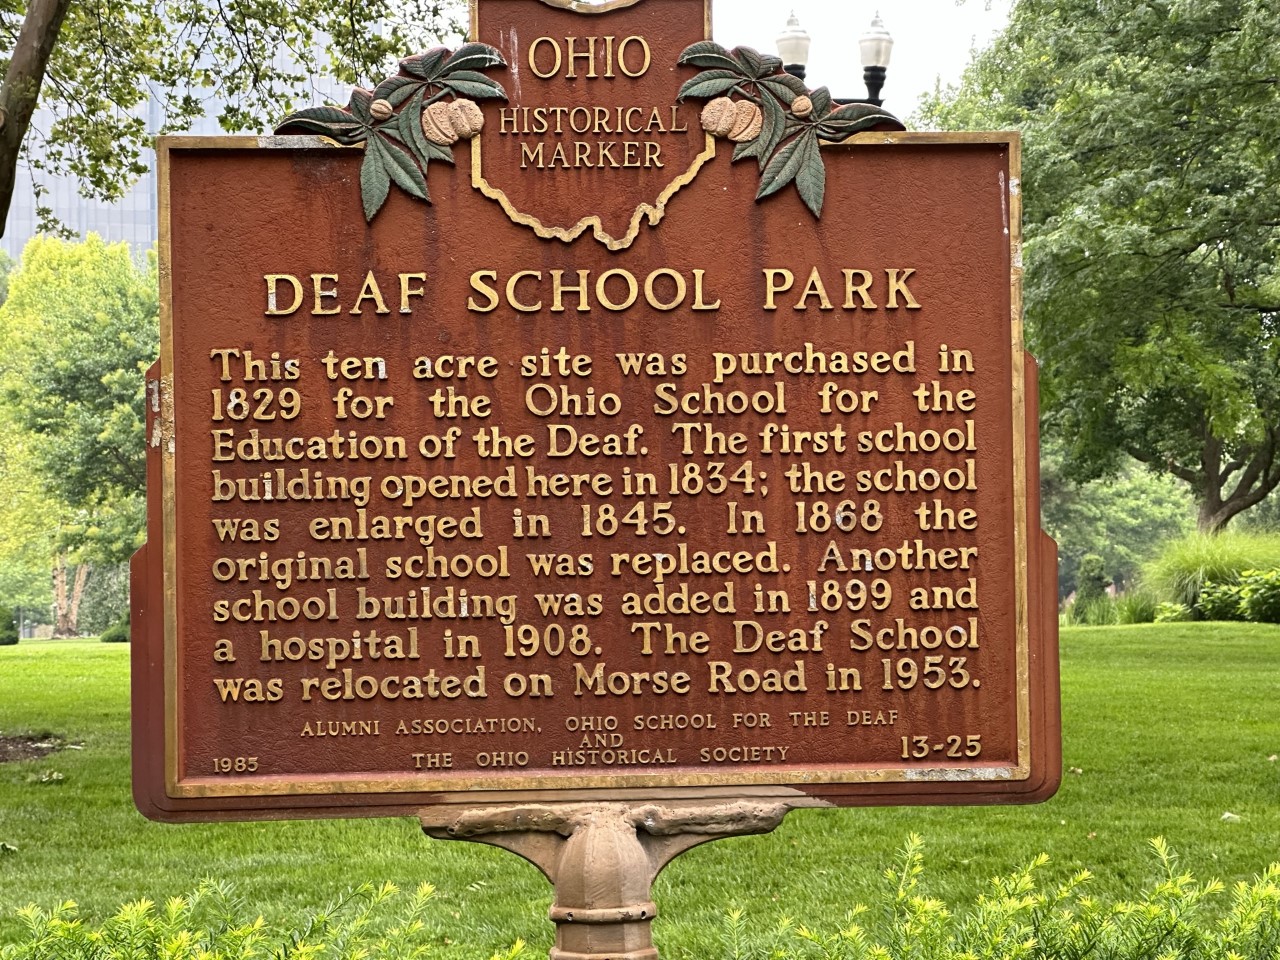 OHIO
HISTORICAL
MARKER
DEAF SCHOOL PARK
This ten acre site was purchased in
1829 for the Ohio School for the
Education of the Deaf. The first school
building opened here in 1834; the school
was enlarged in 1845. In 1868 the
original school was replaced. Another
school building was added in 1899 and
a hospital in 1908. The Deaf School
was relocated on Morse Road in 1953.
ALUMNI ASSOCIATION, OHIO SCHOOL FOR THE DEAF
AND
THE OHIO HISTORICAL SOCIETY
1985
13-25